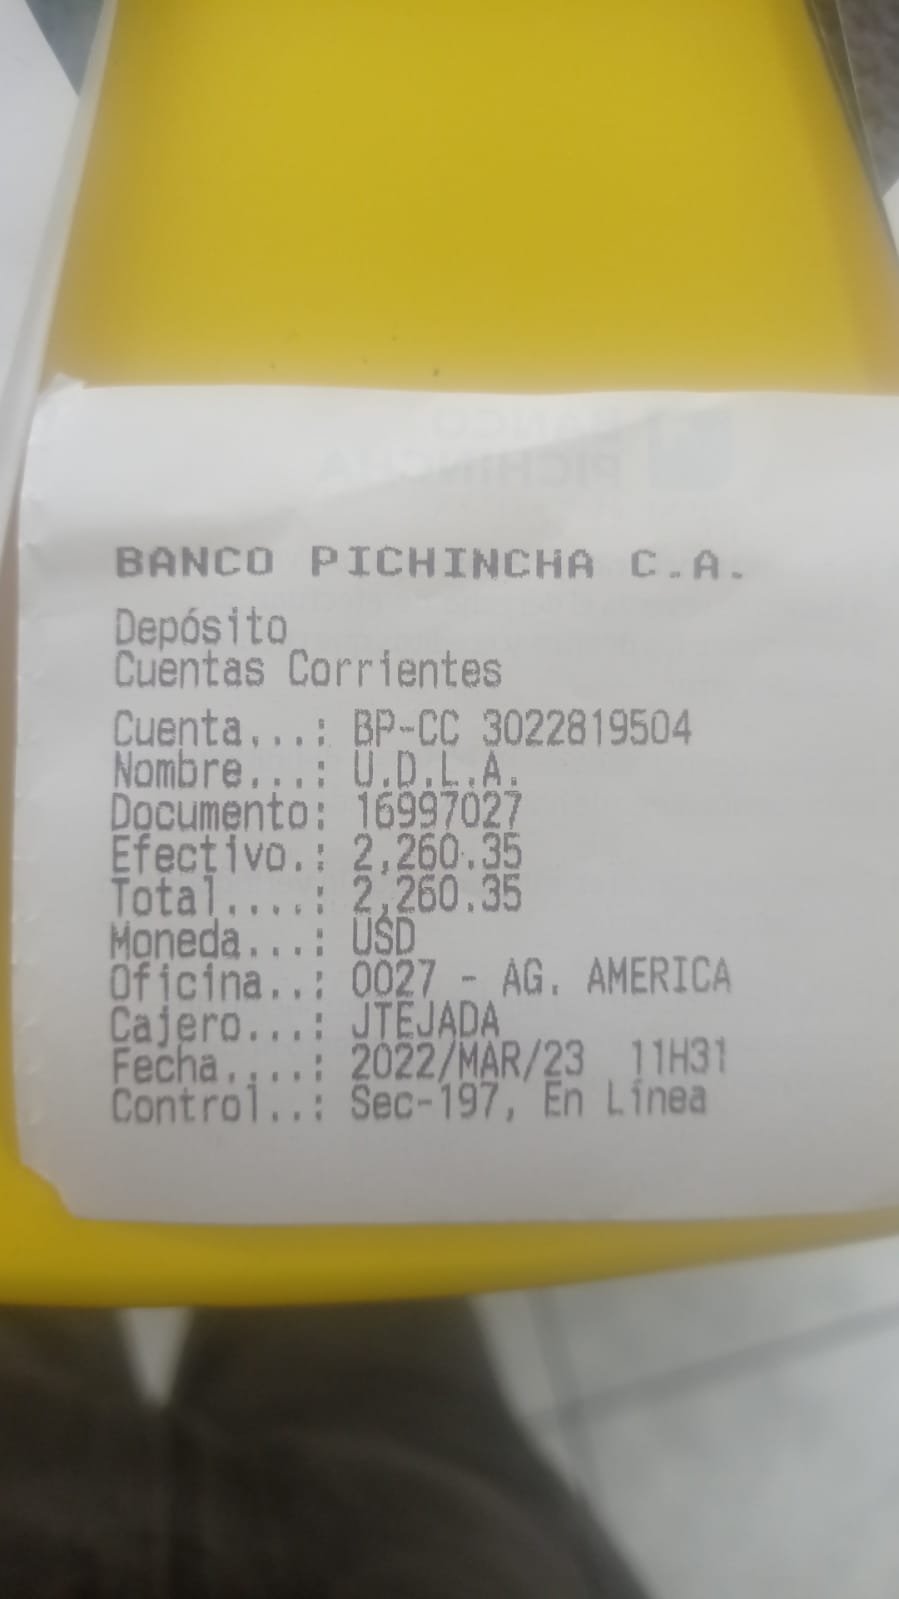 BANCO PICHINCHA C.A.
Depósito
Cuentas Corrientes
Cuenta...: BP-CC 3022819504
Nombre...: U.D.L.A.
Documento: 16997027
Efectivo.: 2,260.35
Total....: 2,260.35
Moneda...: USD
Oficina..: 0027 - AG. AMERICA
Cajero...: JTEJADA
Fecha....: 2022/MAR/23 11H31
Control..: Sec-197, En Línea